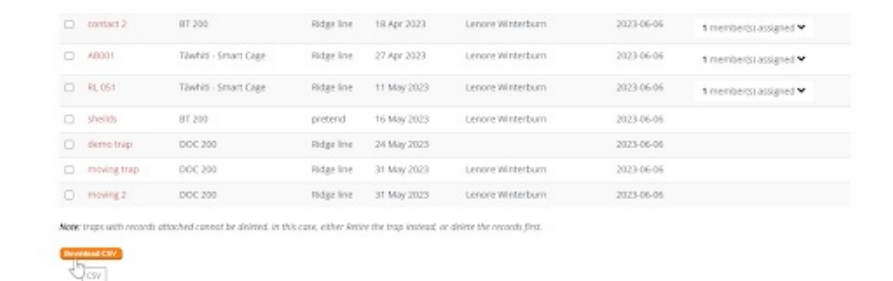 contact 2 BT 200 Ridge line 18 Apr 2023 Lenore Winterburn 2023-06-06 1 member(s) assigned
AB001 Tāwhiti - Smart Cage Ridge line 27 Apr 2023 Lenore Winterburn 2023-06-06 1 member(s) assigned
RL 051 Tāwhiti - Smart Cage Ridge line 11 May 2023 Lenore Winterburn 2023-06-06 1 member(s) assigned
sheilds BT 200 pretend 16 May 2023 Lenore Winterburn 2023-06-06
demo trap DOC 200 Ridge line 24 May 2023 2023-06-06
moving trap DOC 200 Ridge line 31 May 2023 Lenore Winterburn 2023-06-06
moving 2 DOC 200 Ridge line 31 May 2023 Lenore Winterburn 2023-06-06
Note: traps with records attached cannot be deleted. In this case, either Retire the trap instead, or delete the records first.
Download CSV
CSV